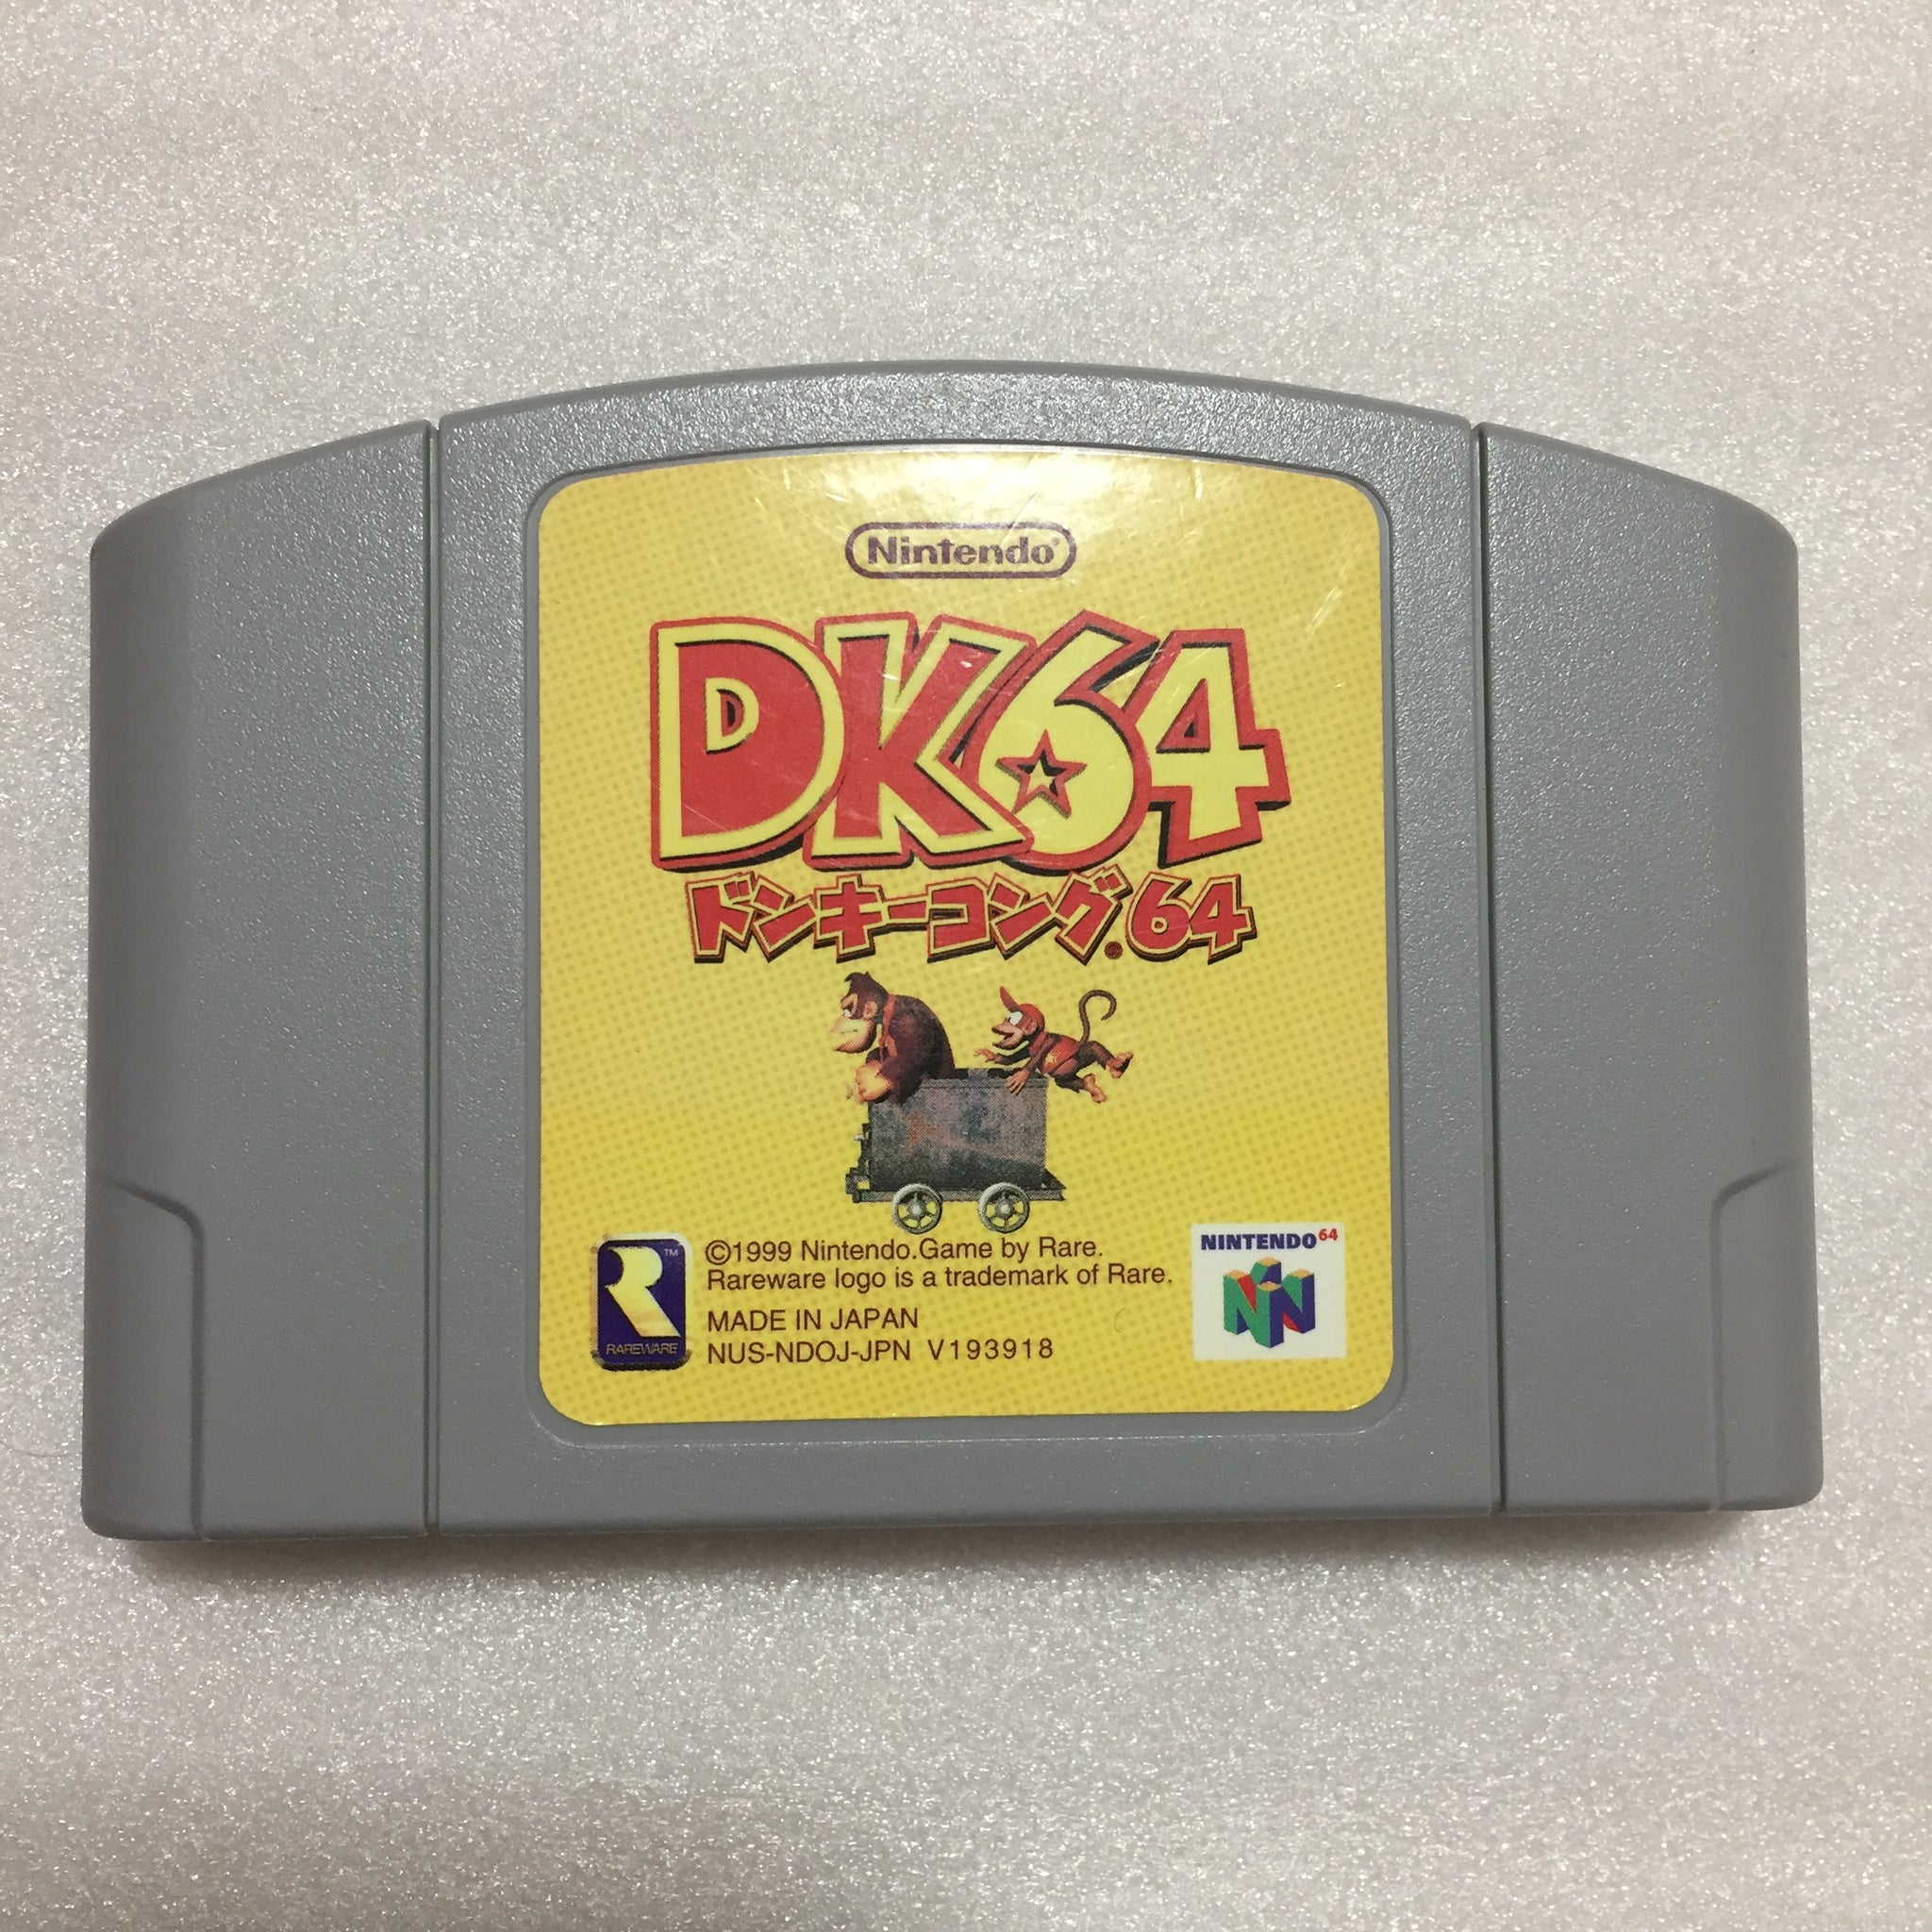 Nintendo
DK64
ドンキーコング64
©1999 Nintendo.Game by Rare.
Rareware logo is a trademark of Rare.
MADE IN JAPAN
NUS-NDOJ-JPN V193918
R™
RAREWARE
NINTENDO64